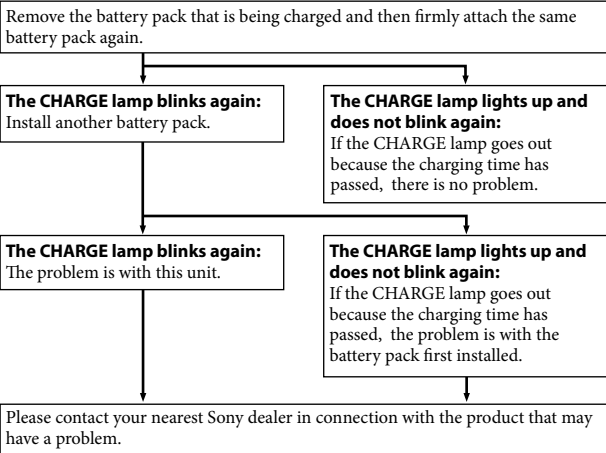 Remove the battery pack that is being charged and then firmly attach the same
battery pack again.
The CHARGE lamp blinks again:
Install another battery pack.
The CHARGE lamp lights up and
does not blink again:
If the CHARGE lamp goes out
because the charging time has
passed, there is no problem.
The CHARGE lamp blinks again:
The problem is with this unit.
The CHARGE lamp lights up and
does not blink again:
If the CHARGE lamp goes out
because the charging time has
passed, the problem is with the
battery pack first installed.
Please contact your nearest Sony dealer in connection with the product that may
have a problem.